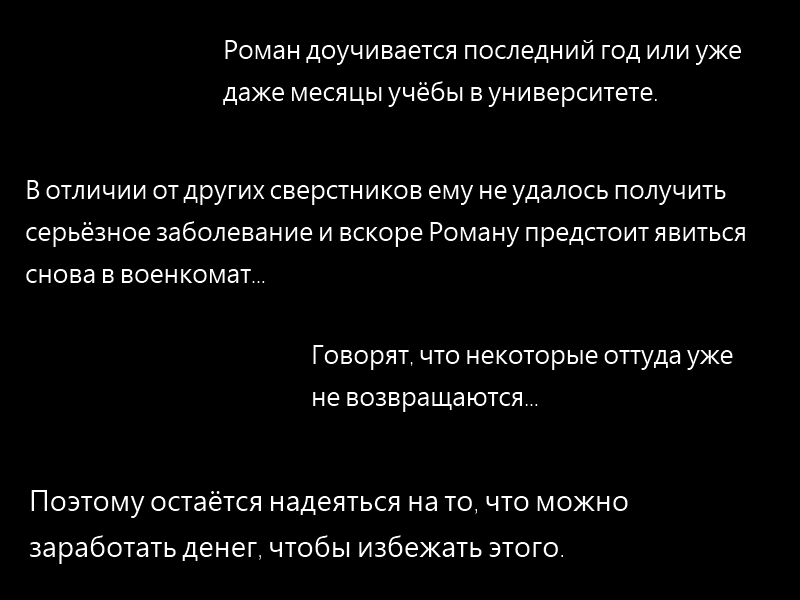 Роман доучивается последний год или уже
даже месяцы учёбы в университете.
В отличии от других сверстников ему не удалось получить
серьёзное заболевание и вскоре Роману предстоит явиться
снова в военкомат...
Говорят, что некоторые оттуда уже
не возвращаются...
Поэтому остаётся надеяться на то, что можно
заработать денег, чтобы избежать этого.